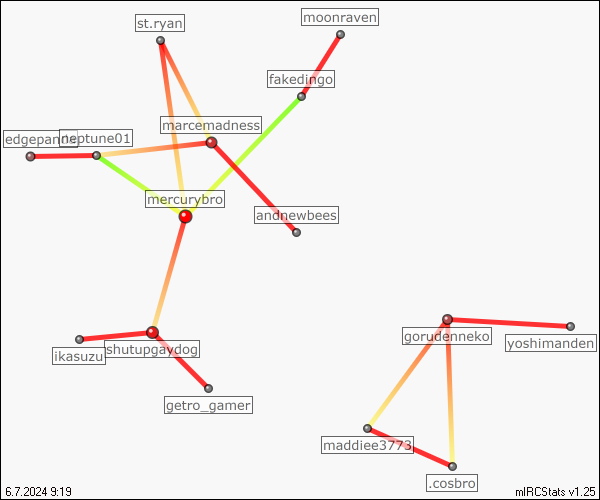 st.ryan
moonraven
fakedingo
marcemadness
neptune01
mercurybro
andnewbees
shutupgaydog
ikasuzu
getro_gamer
gorudenneko
yoshimanden
maddiee3773
.cosbro
6.7.2024 9:19
mIRCStats v1.25